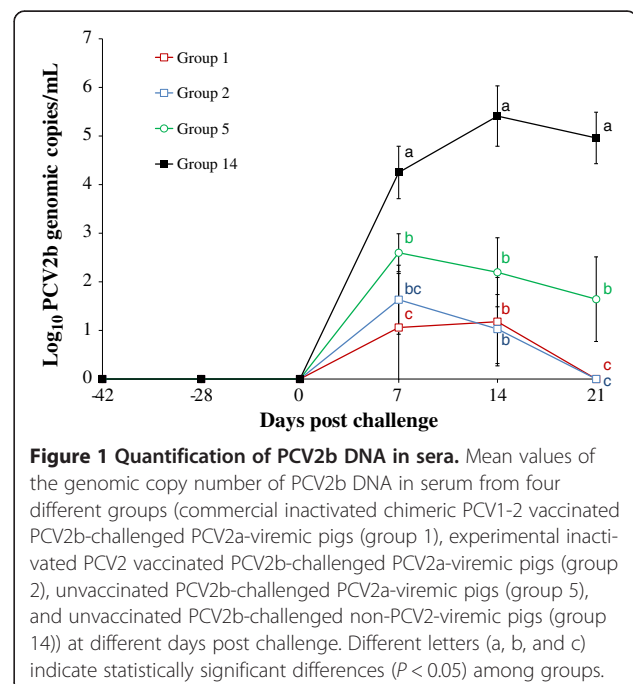 7
6
5
4
3
2
1
0
Log10 PCV2b genomic copies/mL
Group 1
Group 2
Group 5
Group 14
a
a
a
b
b
b
bc
b
c
b
c
c
-42 -28 0 7 14 21
Days post challenge
Figure 1 Quantification of PCV2b DNA in sera. Mean values of
the genomic copy number of PCV2b DNA in serum from four
different groups (commercial inactivated chimeric PCV1-2 vaccinated
PCV2b-challenged PCV2a-viremic pigs (group 1), experimental inacti-
vated PCV2 vaccinated PCV2b-challenged PCV2a-viremic pigs (group
2), unvaccinated PCV2b-challenged PCV2a-viremic pigs (group 5),
and unvaccinated PCV2b-challenged non-PCV2-viremic pigs (group
14)) at different days post challenge. Different letters (a, b, and c)
indicate statistically significant differences (P < 0.05) among groups.